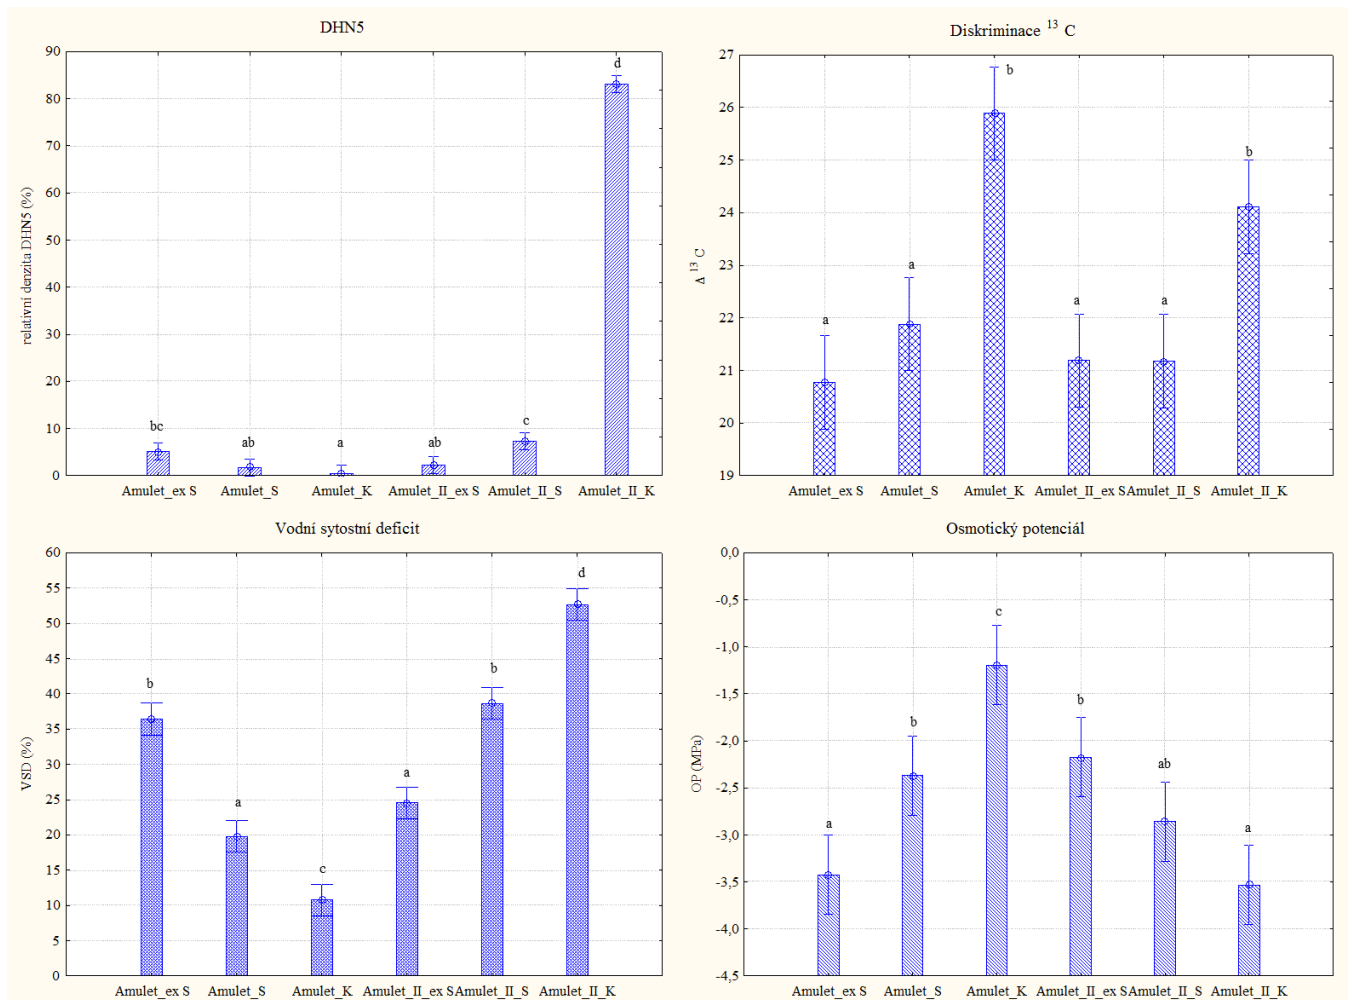 DHN5
90
80
70
60
50
40
30
20
10
0
relativní denzita DHN5 (%)
bc
ab
a
ab
c
d
Amulet_ex S Amulet_S Amulet_K Amulet_II_ex S Amulet_II_S Amulet_II_K
Diskriminace 13 C
27
26
25
24
23
22
21
20
19
Δ 13 C
a
a
b
a
a
b
Amulet_ex S Amulet_S Amulet_K Amulet_II_ex S Amulet_II_S Amulet_II_K
Vodní sytostní deficit
60
55
50
45
40
35
30
25
20
15
10
5
0
VSD (%)
b
a
c
a
b
d
Amulet_ex S Amulet_S Amulet_K Amulet_II_ex S Amulet_II_S Amulet_II_K
Osmotický potenciál
0,0
-0,5
-1,0
-1,5
-2,0
-2,5
-3,0
-3,5
-4,0
-4,5
OP (MPa)
a
b
c
b
ab
a
Amulet_ex S Amulet_S Amulet_K Amulet_II_ex S Amulet_II_S Amulet_II_K